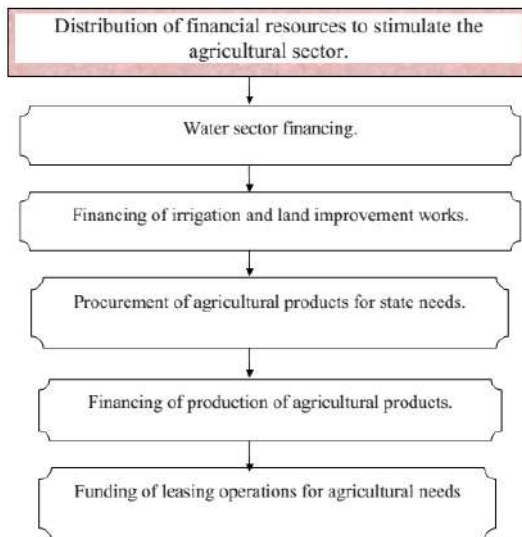 Distribution of financial resources to stimulate the
agricultural sector.
Water sector financing.
Financing of irrigation and land improvement works.
Procurement of agricultural products for state needs.
Financing of production of agricultural products.
Funding of leasing operations for agricultural needs